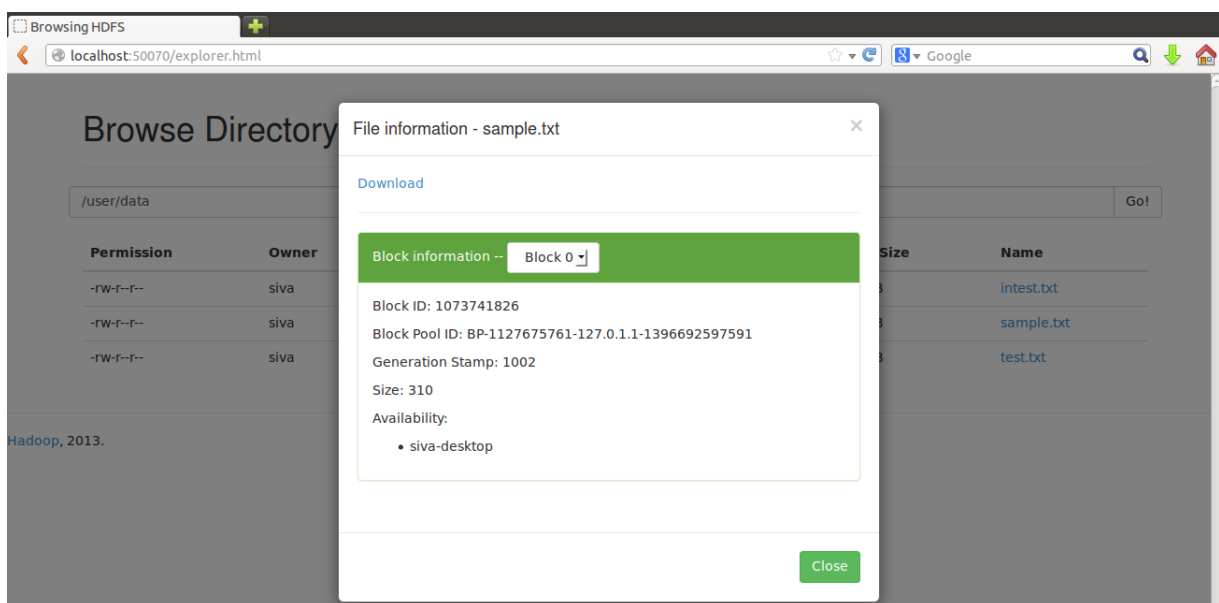 Browsing HDFS
localhost:50070/explorer.html
Google
Browse Directory
File information - sample.txt
×
Download
/user/data
Go!
Permission Owner Size Name
Block information -- Block 0
-rw-r--r-- siva intest.txt
-rw-r--r-- siva sample.txt
-rw-r--r-- siva test.txt
Block ID: 1073741826
Block Pool ID: BP-1127675761-127.0.1.1-1396692597591
Generation Stamp: 1002
Size: 310
Availability:
• siva-desktop
Hadoop, 2013.
Close